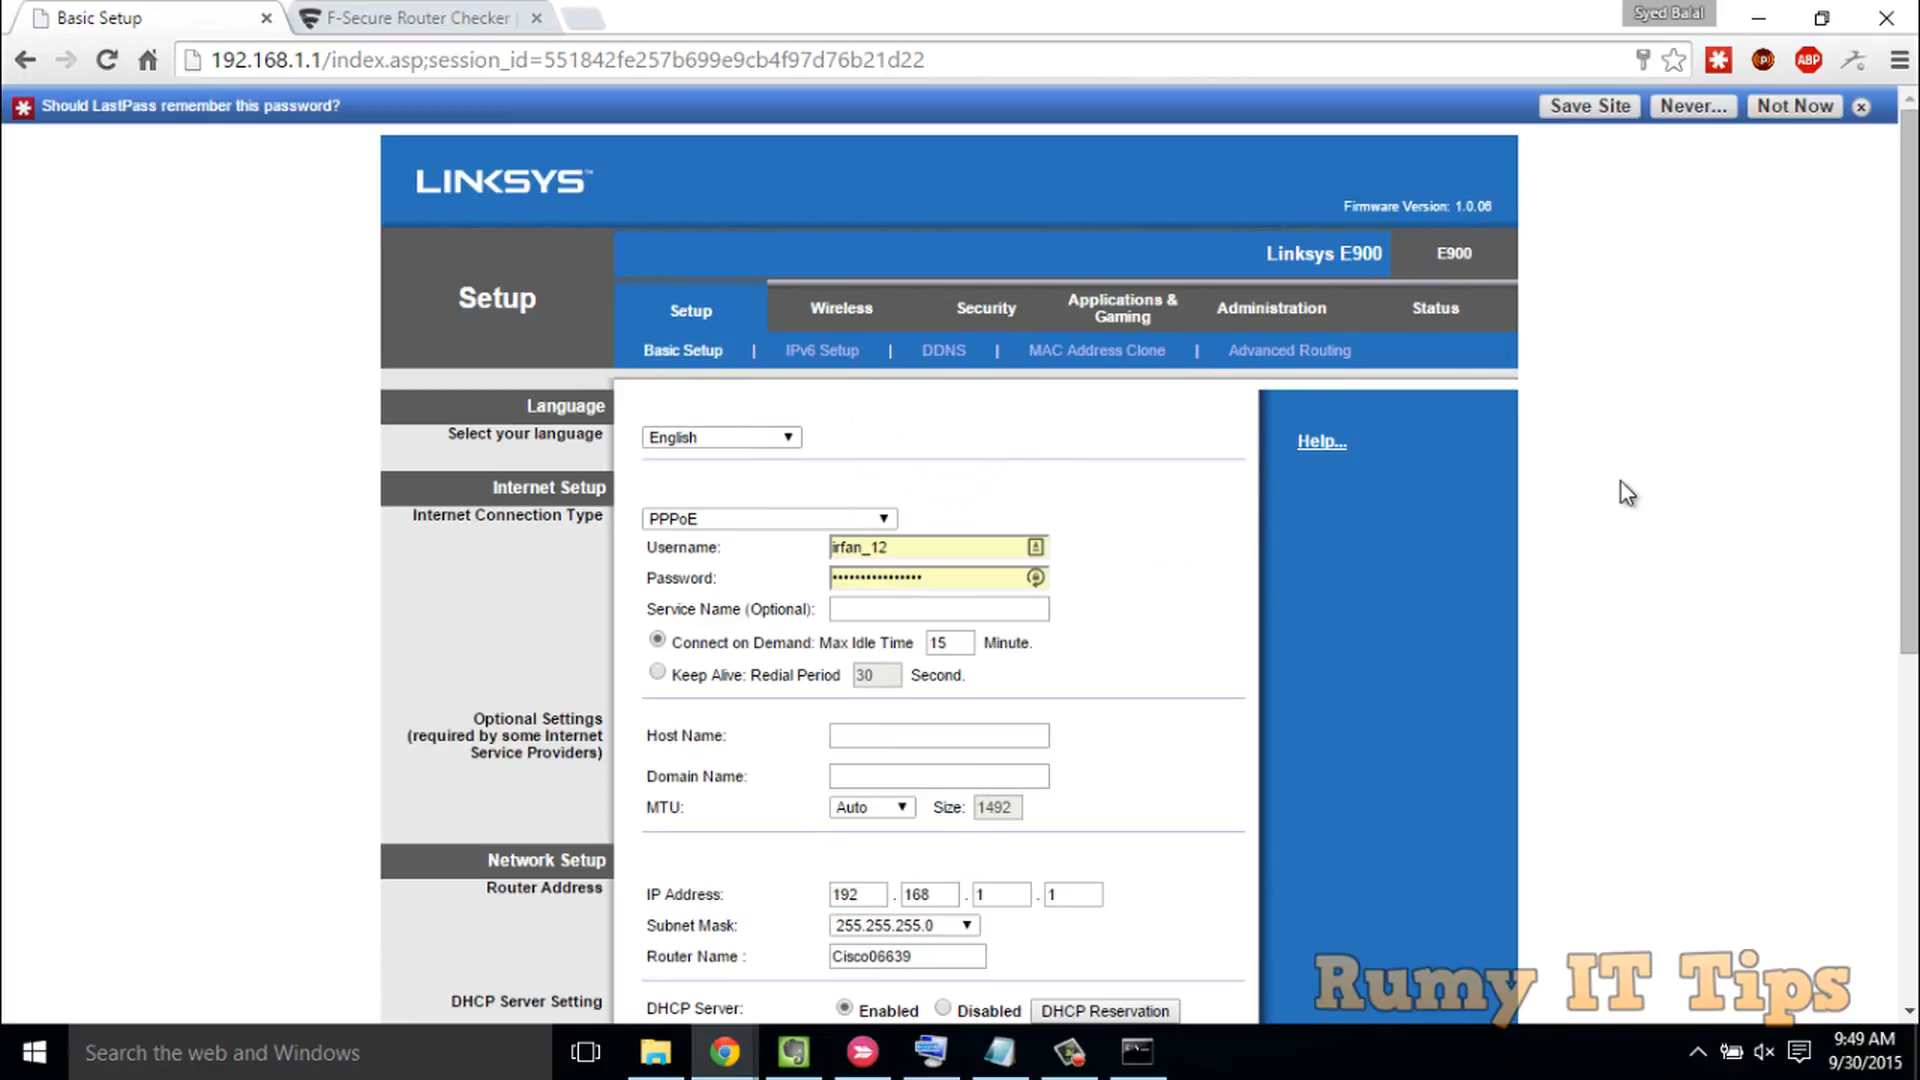 Basic Setup
F-Secure Router Checker
Syed Balal
192.168.1.1/index.asp;session_id=551842fe257b699e9cb4f97d76b21d22
ABP
Should LastPass remember this password?
Save Site
Never...
Not Now
LINKSYS™
Firmware Version: 1.0.06
Linksys E900
E900
Setup
Setup
Wireless
Security
Applications &
Gaming
Administration
Status
Basic Setup | IPv6 Setup | DDNS | MAC Address Clone | Advanced Routing
Language
Select your language
English
Help...
Internet Setup
Internet Connection Type
PPPoE
Username: irfan_12
Password: ••••••••••••••••
Service Name (Optional):
Connect on Demand: Max Idle Time 15 Minute.
Keep Alive: Redial Period 30 Second.
Optional Settings
(required by some Internet
Service Providers)
Host Name:
Domain Name:
MTU: Auto Size: 1492
Network Setup
Router Address
IP Address: 192 . 168 . 1 . 1
Subnet Mask: 255.255.255.0
Router Name : Cisco06639
DHCP Server Setting
DHCP Server: Enabled Disabled DHCP Reservation
Rumy IT Tips
Search the web and Windows
9:49 AM
9/30/2015